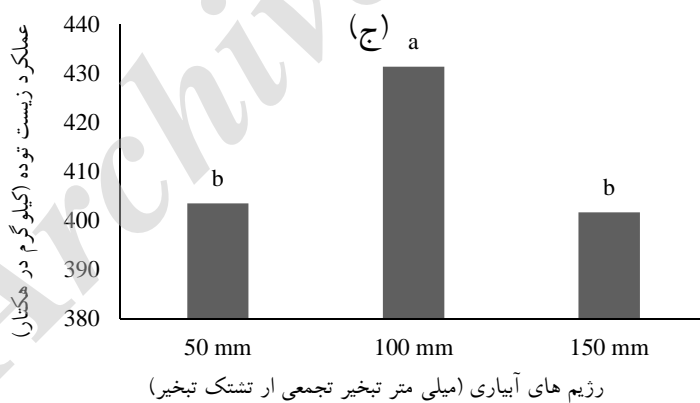 (ج)
عملکرد زیست توده (کیلوگرم در هکتار)
440
430
420
410
400
390
380
b
a
b
50 mm
100 mm
150 mm
رژیم های آبیاری (میلی متر تبخیر تجمعی ار تشتک تبخیر)
Archive